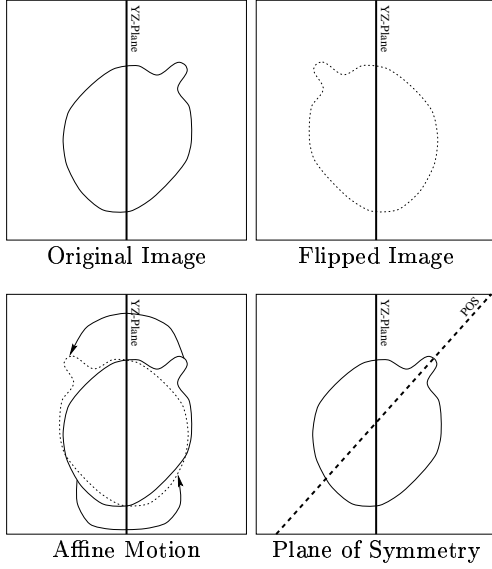 YZ-Plane
YZ-Plane
Original Image
Flipped Image
YZ-Plane
YZ-Plane
POS
Affine Motion
Plane of Symmetry